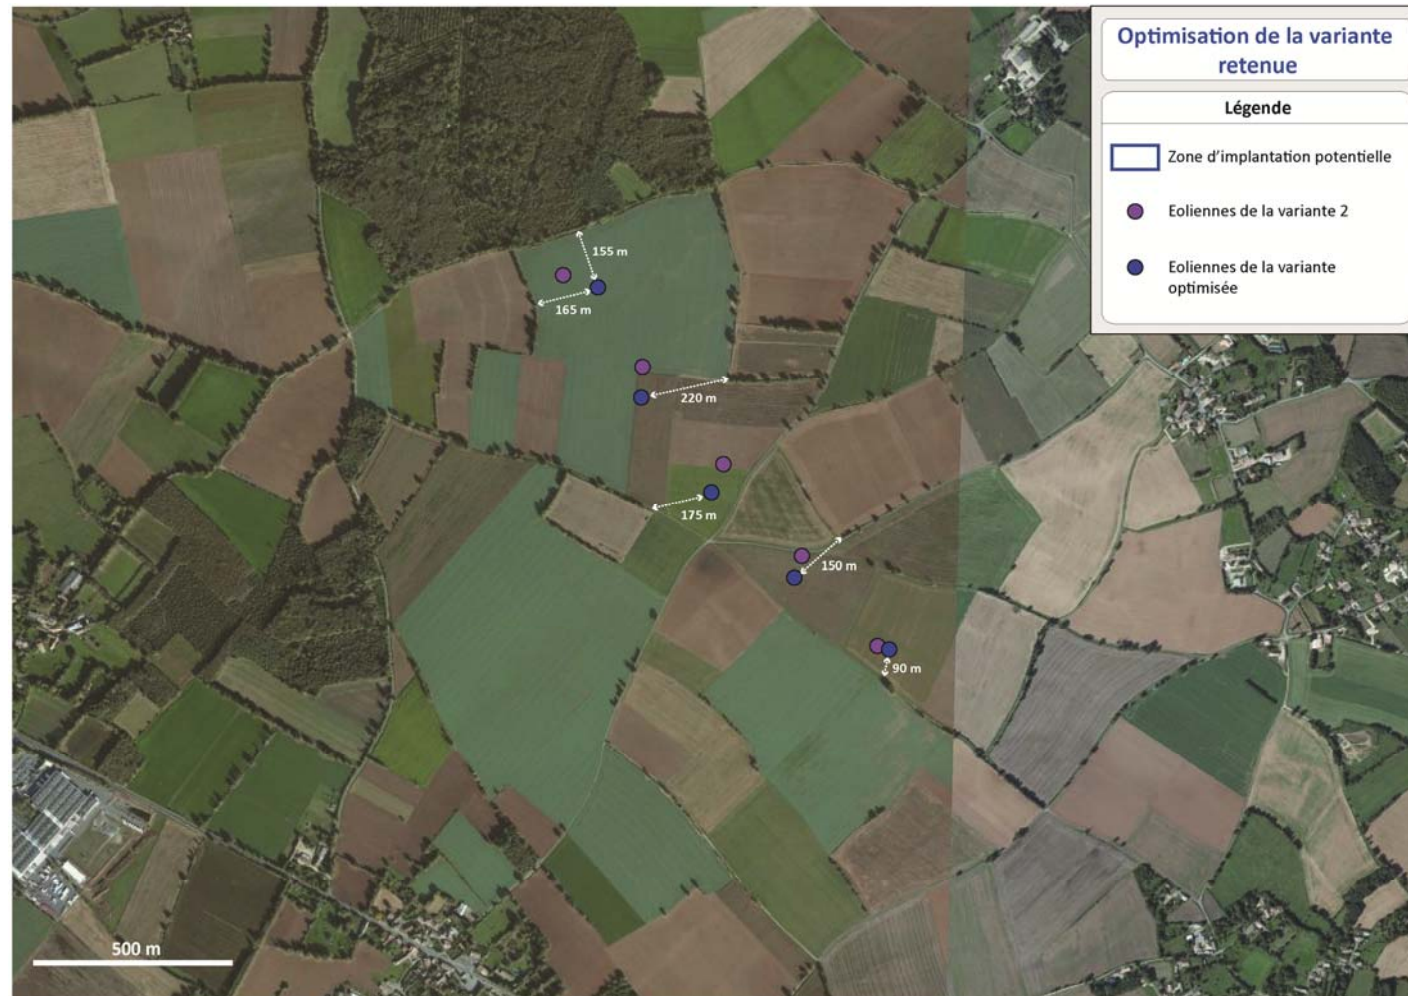 Optimisation de la variante
retenue
Légende
Zone d'implantation potentielle
Eoliennes de la variante 2
Eoliennes de la variante
optimisée
155 m
165 m
220 m
175 m
150 m
90 m
500 m